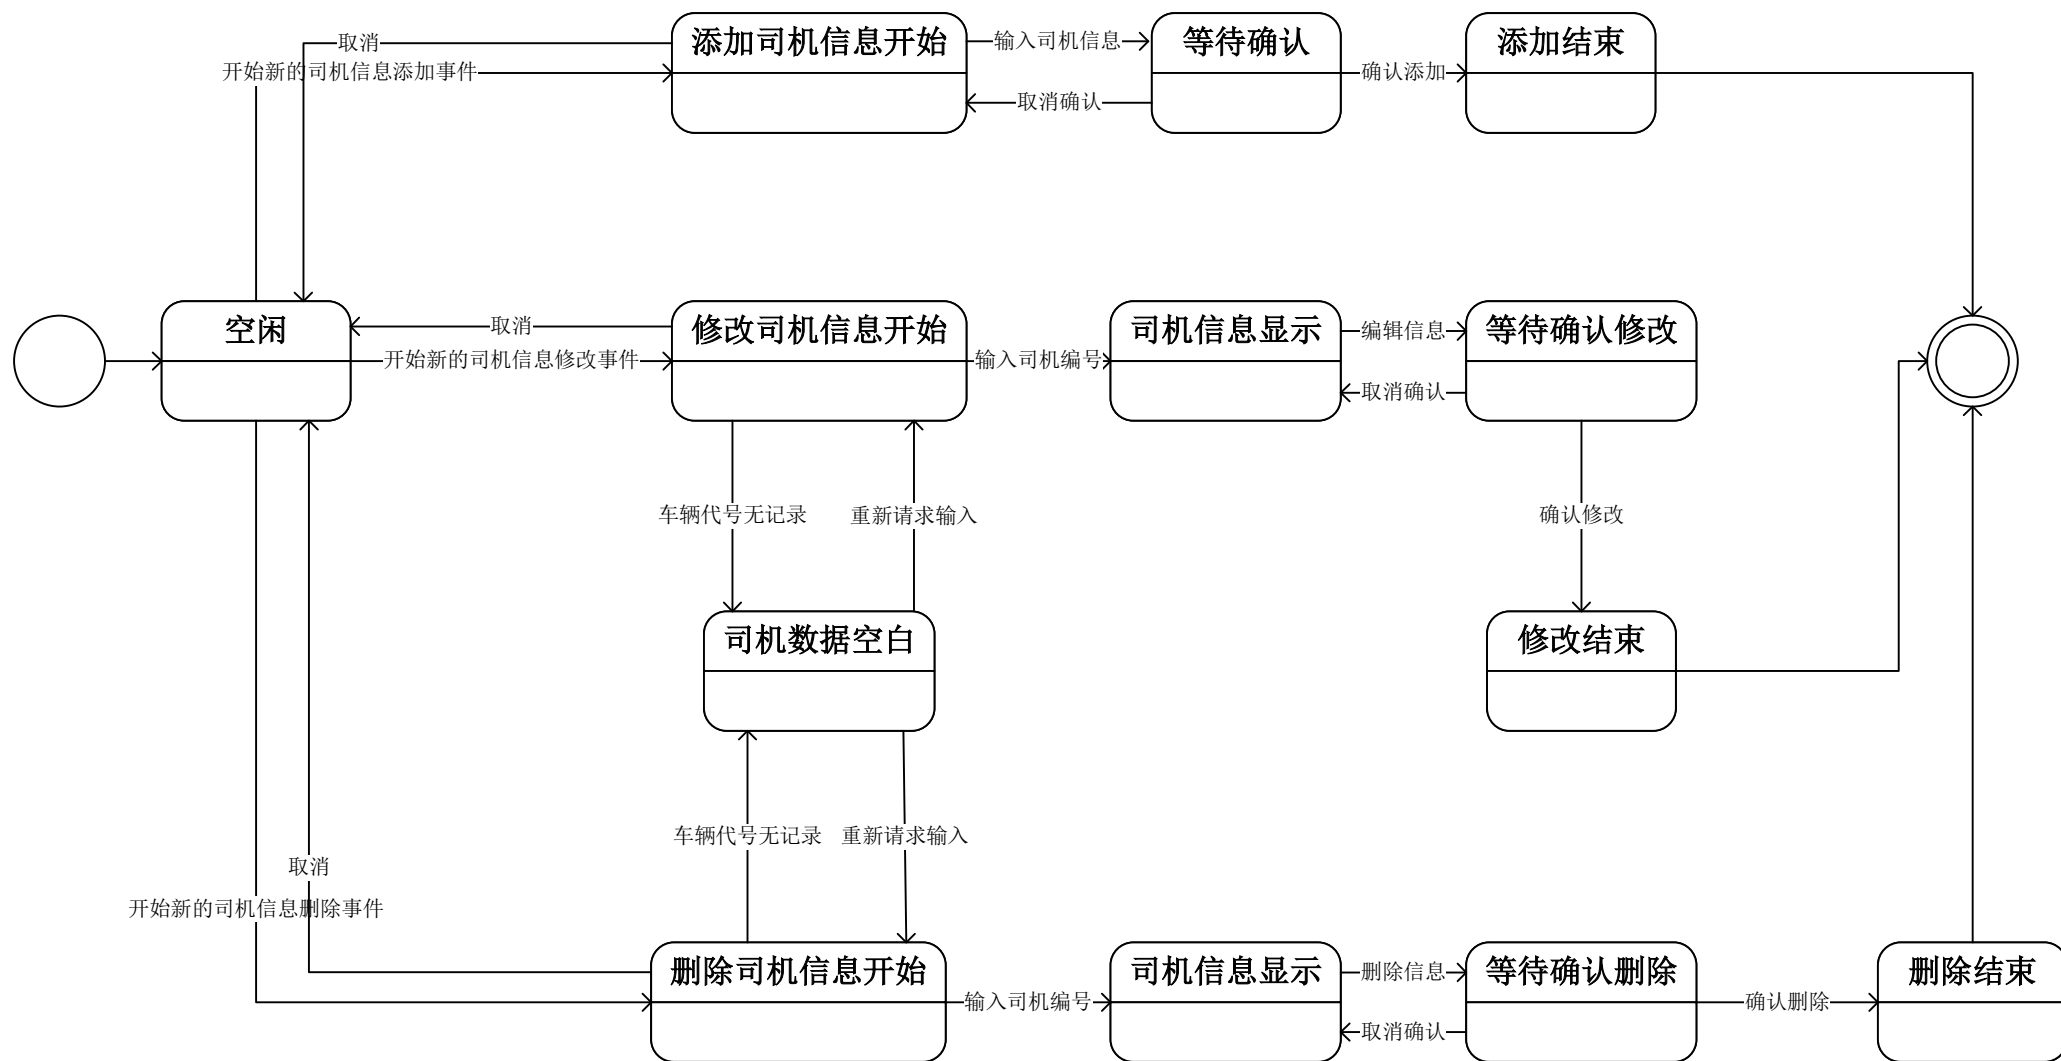 添加司机信息开始
等待确认
添加结束
取消
输入司机信息
开始新的司机信息添加事件
确认添加
取消确认
空闲
修改司机信息开始
司机信息显示
等待确认修改
取消
编辑信息
开始新的司机信息修改事件
输入司机编号
取消确认
车辆代号无记录
重新请求输入
确认修改
司机数据空白
修改结束
车辆代号无记录
重新请求输入
取消
开始新的司机信息删除事件
删除司机信息开始
司机信息显示
等待确认删除
删除结束
删除信息
输入司机编号
确认删除
取消确认